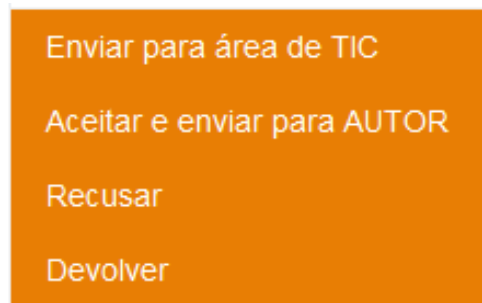 Enviar para área de TIC
Aceitar e enviar para AUTOR
Recusar
Devolver